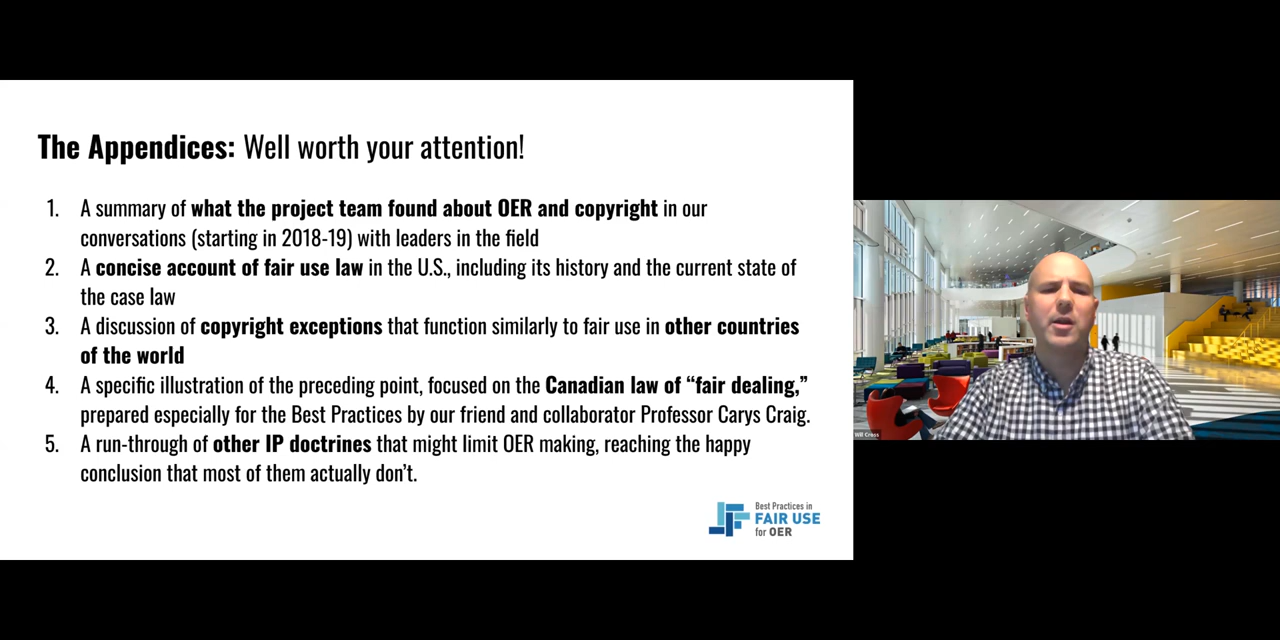 The Appendices: Well worth your attention!
1. A summary of what the project team found about OER and copyright in our
conversations (starting in 2018-19) with leaders in the field
2. A concise account of fair use law in the U.S., including its history and the current state of
the case law
3. A discussion of copyright exceptions that function similarly to fair use in other countries
of the world
4. A specific illustration of the preceding point, focused on the Canadian law of “fair dealing,”
prepared especially for the Best Practices by our friend and collaborator Professor Carys Craig.
5. A run-through of other IP doctrines that might limit OER making, reaching the happy
conclusion that most of them actually don’t.
Best Practices in
FAIR USE
for OER
Will Cross